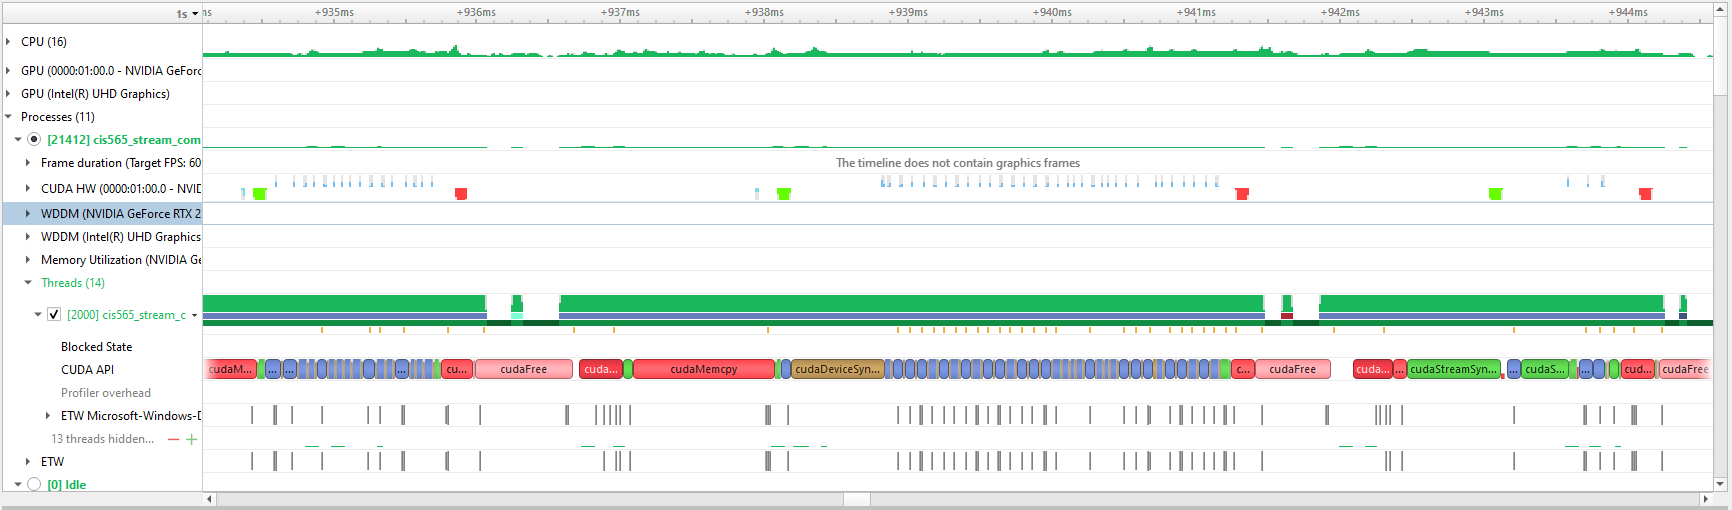 1s ms +935ms +936ms +937ms +938ms +939ms +940ms +941ms +942ms +943ms +944ms
CPU (16)
GPU (0000:01:00.0 - NVIDIA GeForc
GPU (Intel(R) UHD Graphics)
Processes (11)
[21412] cis565_stream_com
Frame duration (Target FPS: 60 The timeline does not contain graphics frames
CUDA HW (0000:01:00.0 - NVID
WDDM (NVIDIA GeForce RTX 2
WDDM (Intel(R) UHD Graphics
Memory Utilization (NVIDIA Ge
Threads (14)
[2000] cis565_stream_c
Blocked State
CUDA API cudaM... ... ... ... cu... cudaFree cuda... cudaMemcpy cudaDeviceSyn... c... cudaFree cuda... ... cudaStreamSyn... ... cudaS... ... cud... cudaFree
Profiler overhead
ETW Microsoft-Windows-D
13 threads hidden...
ETW
[0] Idle